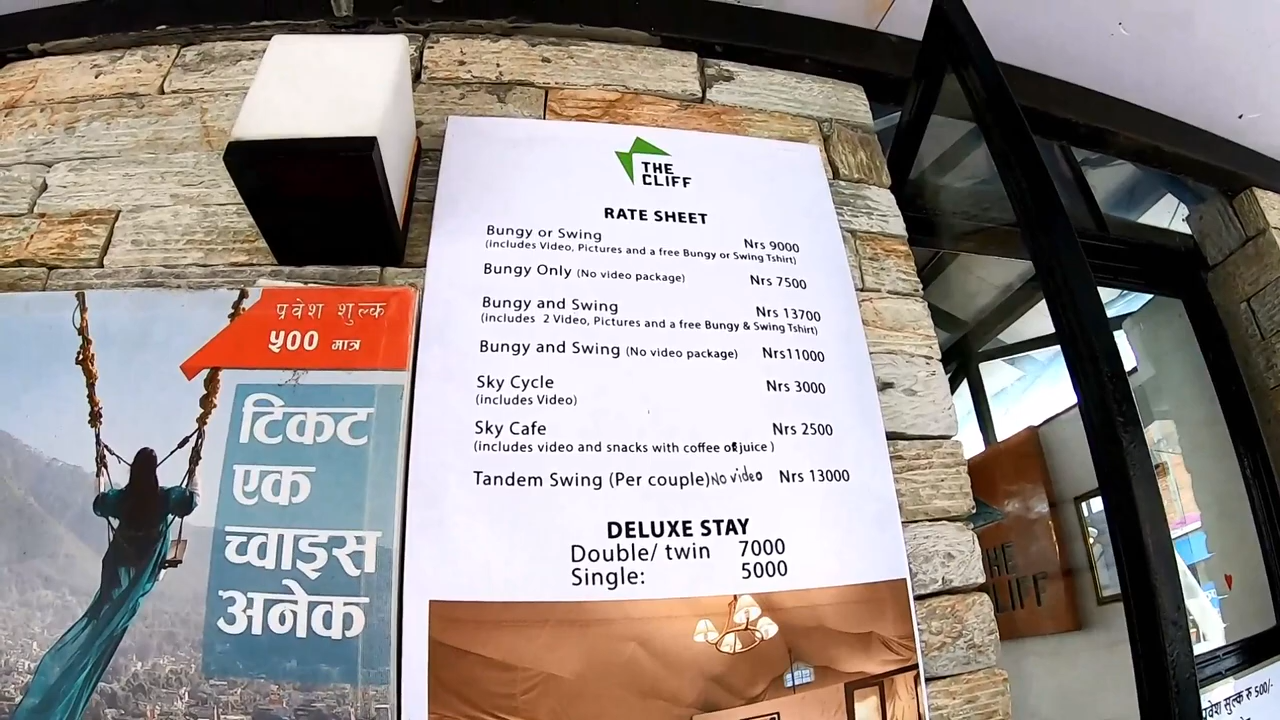 THE
CLIFF
RATE SHEET
Bungy or Swing Nrs 9000
(includes Video, Pictures and a free Bungy or Swing Tshirt)
Bungy Only (No video package) Nrs 7500
Bungy and Swing Nrs 13700
(includes 2 Video, Pictures and a free Bungy & Swing Tshirt)
Bungy and Swing (No video package) Nrs11000
Sky Cycle Nrs 3000
(includes Video)
Sky Cafe Nrs 2500
(includes video and snacks with coffee or juice )
Tandem Swing (Per couple) No video Nrs 13000
DELUXE STAY
Double/ twin 7000
Single: 5000
प्रवेश शुल्क
५०० मात्र
टिकट
एक
च्वाइस
अनेक
THE
CLIFF
प्रवेश शुल्क रु 500/-